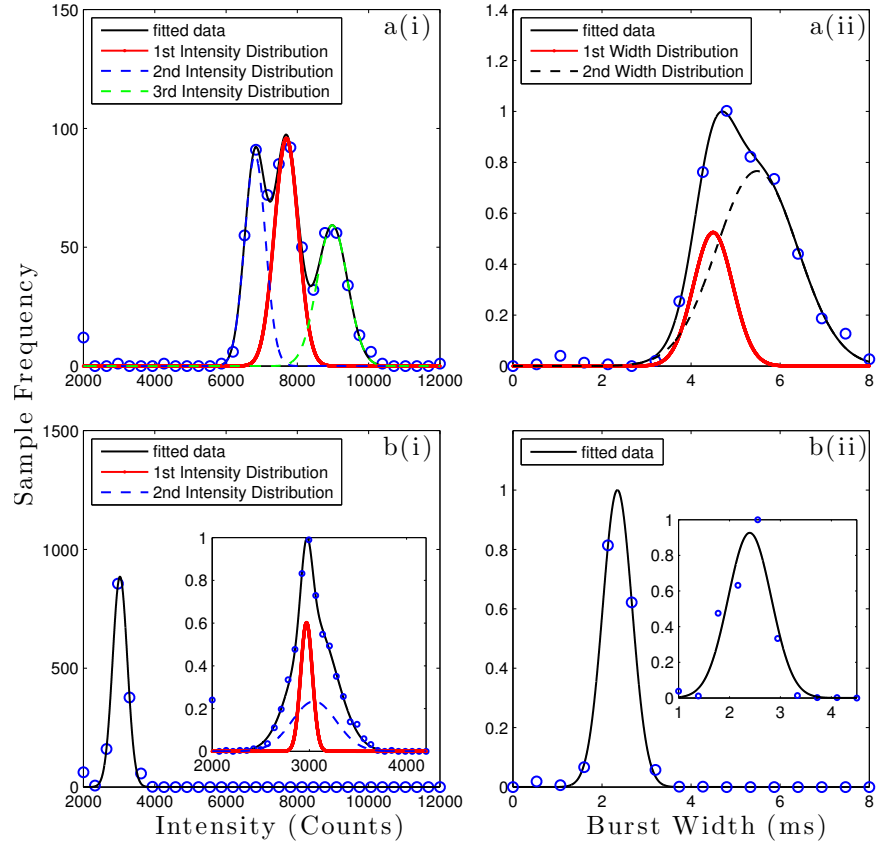 a(i)
fitted data
1st Intensity Distribution
2nd Intensity Distribution
3rd Intensity Distribution
150
100
50
0
2000 4000 6000 8000 10000 12000
a(ii)
fitted data
1st Width Distribution
2nd Width Distribution
1.4
1.2
1
0.8
0.6
0.4
0.2
0
0 2 4 6 8
Sample Frequency
b(i)
fitted data
1st Intensity Distribution
2nd Intensity Distribution
1500
1000
500
0
2000 4000 6000 8000 10000 12000
1
0.8
0.6
0.4
0.2
0
2000 3000 4000
Intensity (Counts)
b(ii)
fitted data
1.2
1
0.8
0.6
0.4
0.2
0
0 2 4 6 8
1
0.8
0.6
0.4
0.2
0
1 2 3 4
Burst Width (ms)